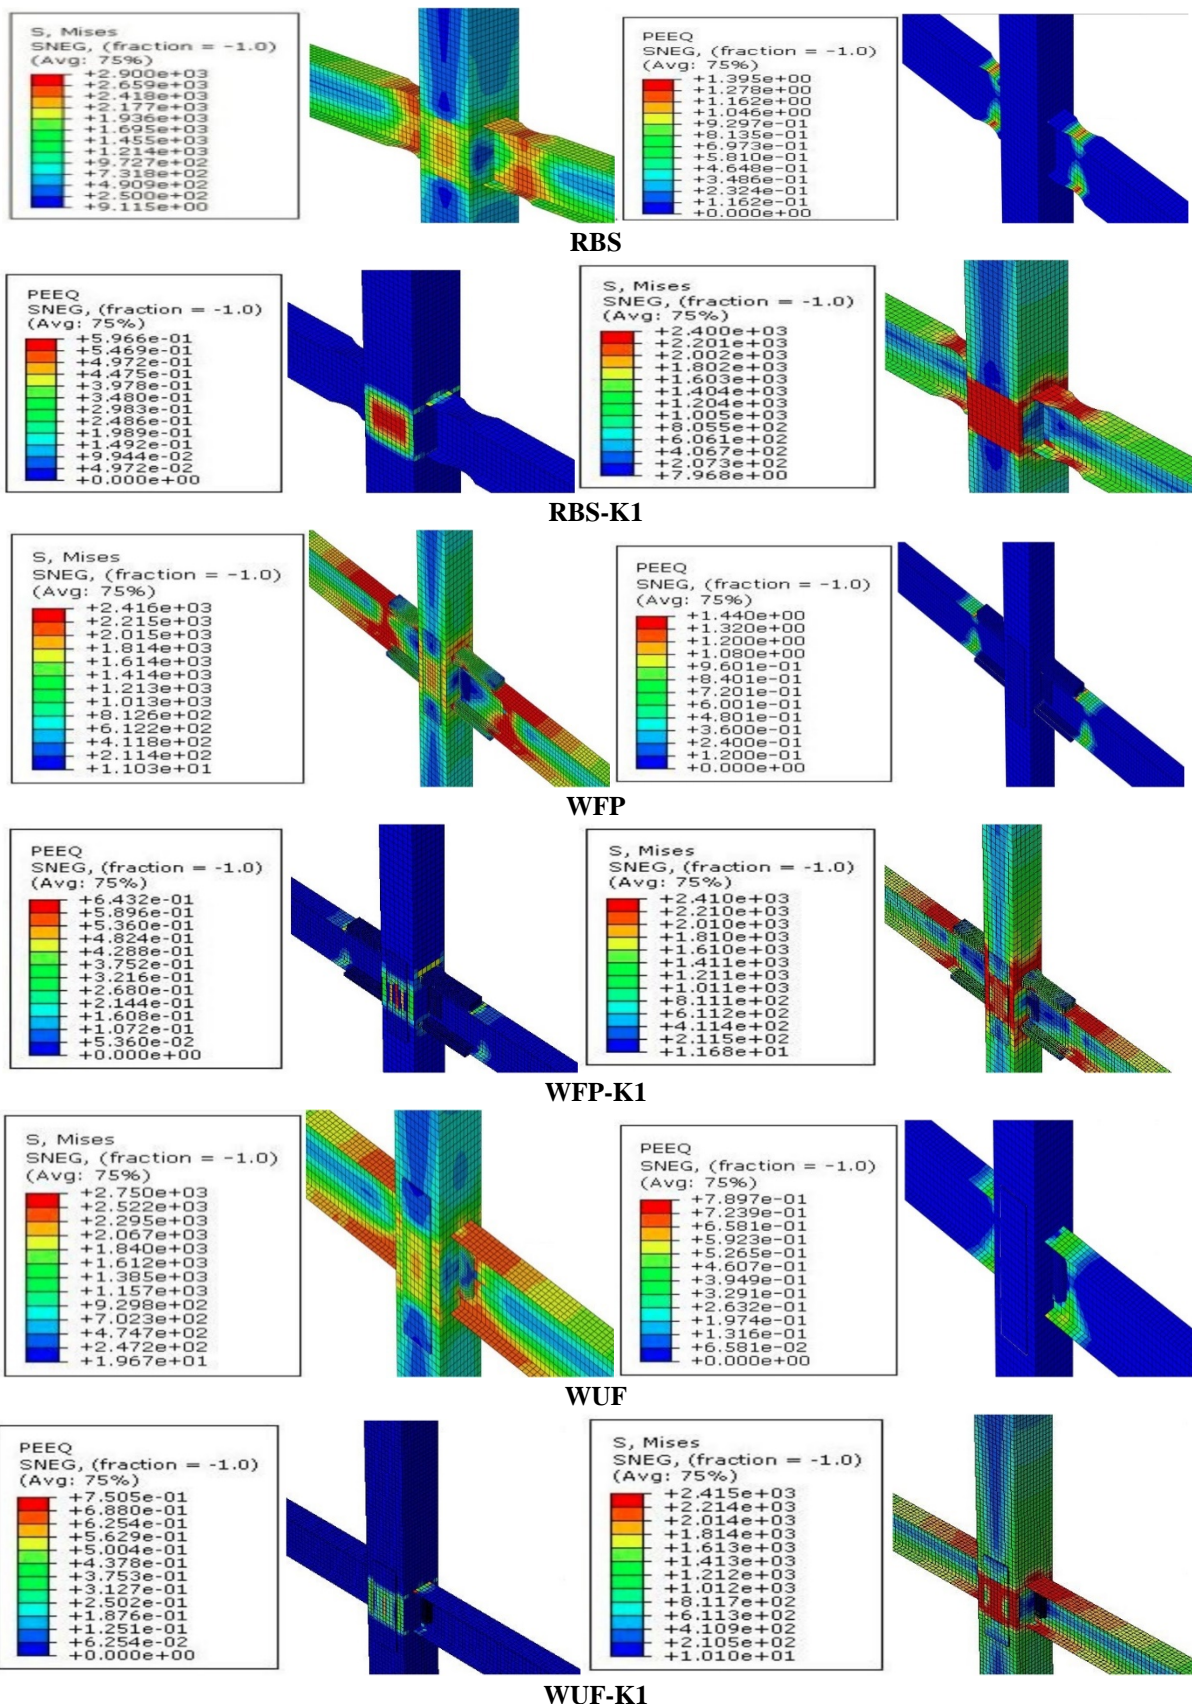 S, Mises
SNEG, (fraction = -1.0)
(Avg: 75%)
+2.900e+03
+2.659e+03
+2.418e+03
+2.177e+03
+1.936e+03
+1.695e+03
+1.455e+03
+1.214e+03
+9.727e+02
+7.318e+02
+4.909e+02
+2.500e+02
+9.115e+00
PEEQ
SNEG, (fraction = -1.0)
(Avg: 75%)
+1.395e+00
+1.278e+00
+1.162e+00
+1.046e+00
+9.297e-01
+8.135e-01
+6.973e-01
+5.810e-01
+4.648e-01
+3.486e-01
+2.324e-01
+1.162e-01
+0.000e+00
RBS
PEEQ
SNEG, (fraction = -1.0)
(Avg: 75%)
+5.966e-01
+5.469e-01
+4.972e-01
+4.475e-01
+3.978e-01
+3.480e-01
+2.983e-01
+2.486e-01
+1.989e-01
+1.492e-01
+9.944e-02
+4.972e-02
+0.000e+00
S, Mises
SNEG, (fraction = -1.0)
(Avg: 75%)
+2.400e+03
+2.201e+03
+2.002e+03
+1.802e+03
+1.603e+03
+1.404e+03
+1.204e+03
+1.005e+03
+8.055e+02
+6.061e+02
+4.067e+02
+2.073e+02
+7.968e+00
RBS-K1
S, Mises
SNEG, (fraction = -1.0)
(Avg: 75%)
+2.416e+03
+2.215e+03
+2.015e+03
+1.814e+03
+1.614e+03
+1.414e+03
+1.213e+03
+1.013e+03
+8.126e+02
+6.122e+02
+4.118e+02
+2.114e+02
+1.103e+01
PEEQ
SNEG, (fraction = -1.0)
(Avg: 75%)
+1.440e+00
+1.320e+00
+1.200e+00
+1.080e+00
+9.601e-01
+8.401e-01
+7.201e-01
+6.001e-01
+4.801e-01
+3.600e-01
+2.400e-01
+1.200e-01
+0.000e+00
WFP
PEEQ
SNEG, (fraction = -1.0)
(Avg: 75%)
+6.432e-01
+5.896e-01
+5.360e-01
+4.824e-01
+4.288e-01
+3.752e-01
+3.216e-01
+2.680e-01
+2.144e-01
+1.608e-01
+1.072e-01
+5.360e-02
+0.000e+00
S, Mises
SNEG, (fraction = -1.0)
(Avg: 75%)
+2.410e+03
+2.210e+03
+2.010e+03
+1.810e+03
+1.610e+03
+1.411e+03
+1.211e+03
+1.011e+03
+8.111e+02
+6.112e+02
+4.114e+02
+2.115e+02
+1.168e+01
WFP-K1
S, Mises
SNEG, (fraction = -1.0)
(Avg: 75%)
+2.750e+03
+2.522e+03
+2.295e+03
+2.067e+03
+1.840e+03
+1.612e+03
+1.385e+03
+1.157e+03
+9.298e+02
+7.023e+02
+4.747e+02
+2.472e+02
+1.967e+01
PEEQ
SNEG, (fraction = -1.0)
(Avg: 75%)
+7.897e-01
+7.239e-01
+6.581e-01
+5.923e-01
+5.265e-01
+4.607e-01
+3.949e-01
+3.291e-01
+2.632e-01
+1.974e-01
+1.316e-01
+6.581e-02
+0.000e+00
WUF
PEEQ
SNEG, (fraction = -1.0)
(Avg: 75%)
+7.505e-01
+6.880e-01
+6.254e-01
+5.629e-01
+5.004e-01
+4.378e-01
+3.753e-01
+3.127e-01
+2.502e-01
+1.876e-01
+1.251e-01
+6.254e-02
+0.000e+00
S, Mises
SNEG, (fraction = -1.0)
(Avg: 75%)
+2.415e+03
+2.214e+03
+2.014e+03
+1.814e+03
+1.613e+03
+1.413e+03
+1.212e+03
+1.012e+03
+8.117e+02
+6.113e+02
+4.109e+02
+2.105e+02
+1.010e+01
WUF-K1